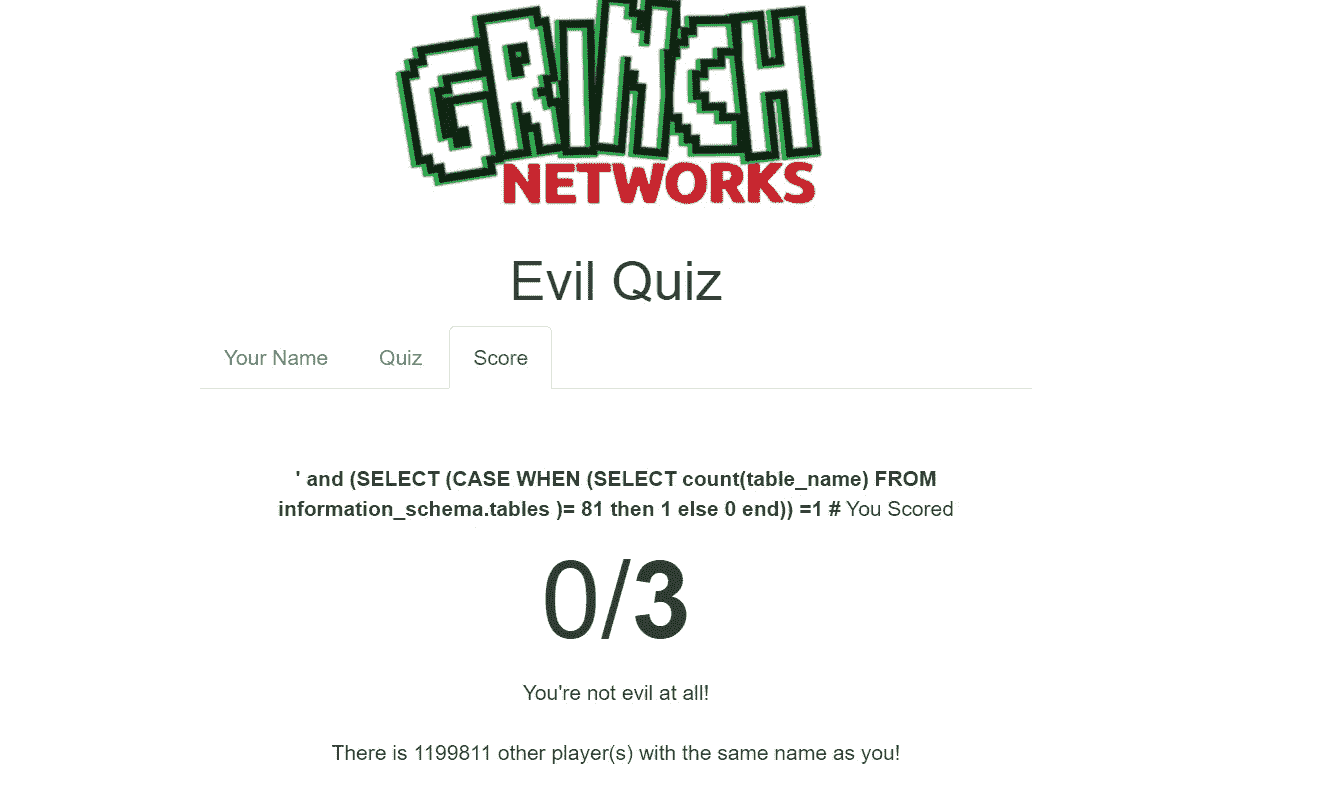 GRINCH
NETWORKS
Evil Quiz
Your Name Quiz Score
' and (SELECT (CASE WHEN (SELECT count(table_name) FROM
information_schema.tables )= 81 then 1 else 0 end)) =1 # You Scored
0/3
You're not evil at all!
There is 1199811 other player(s) with the same name as you!